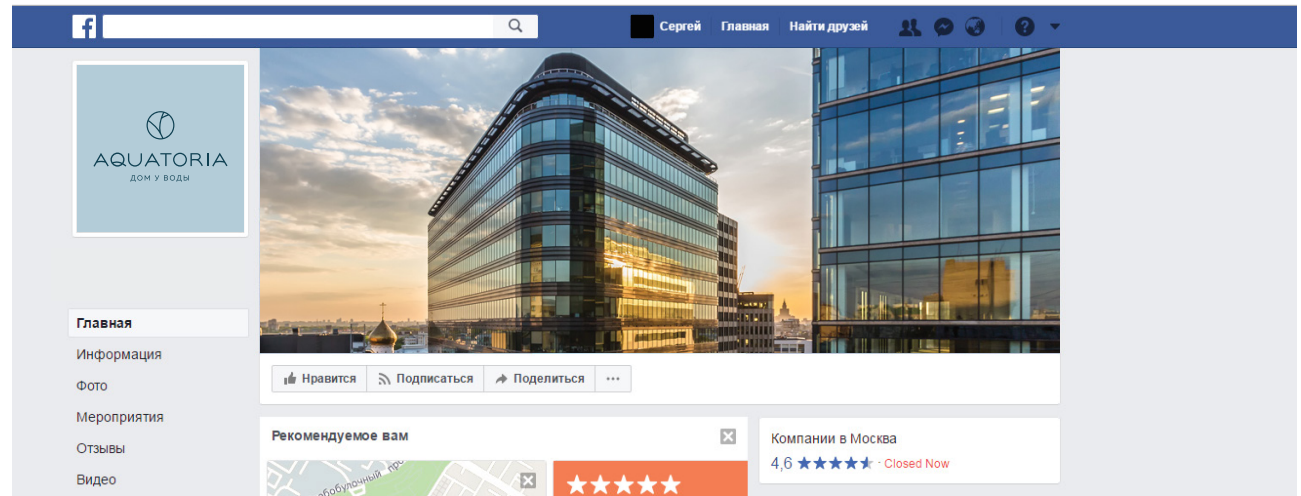 Сергей Главная Найти друзей
AQUATORIA
ДОМ У ВОДЫ
Главная
Информация
Фото
Мероприятия
Отзывы
Видео
Нравится Подписаться Поделиться ...
Рекомендуемое вам
Компании в Москва
4,6 · Closed Now